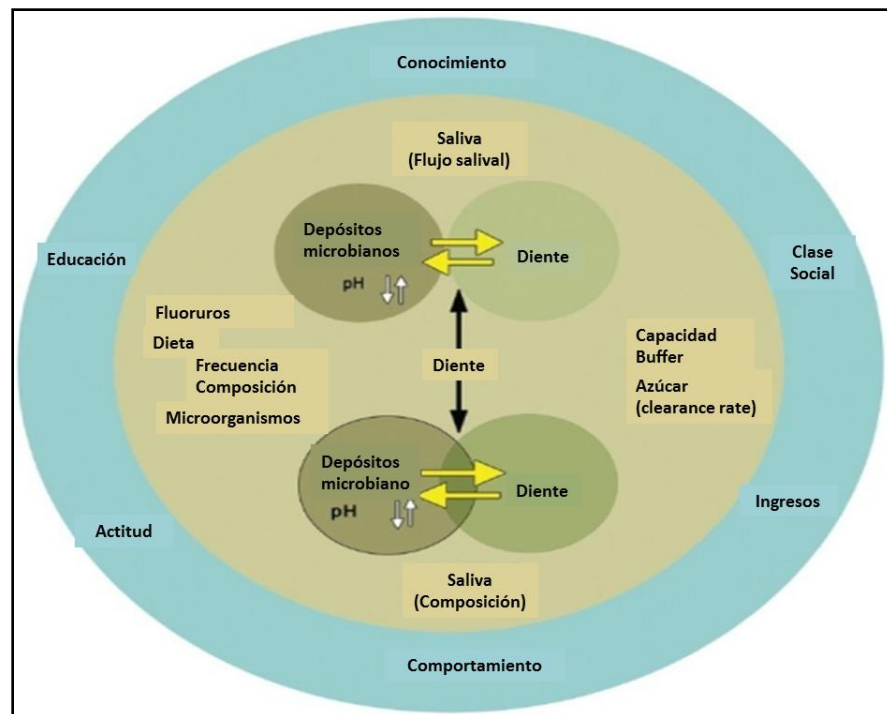 Conocimiento
Saliva
(Flujo salival)
Educación
Depósitos
microbianos
pH
Diente
Clase
Social
Fluoruros
Dieta
Frecuencia
Composición
Microorganismos
Diente
Capacidad
Buffer
Azúcar
(clearance rate)
Depósitos
microbiano
pH
Diente
Actitud
Ingresos
Saliva
(Composición)
Comportamiento